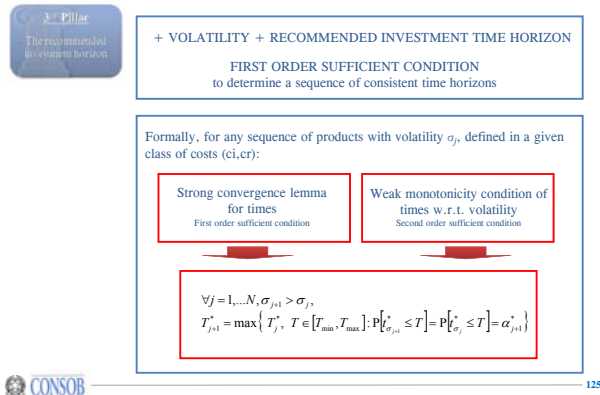 3rd Pillar
The recommended
investment horizon
+ VOLATILITY + RECOMMENDED INVESTMENT TIME HORIZON
FIRST ORDER SUFFICIENT CONDITION
to determine a sequence of consistent time horizons
Formally, for any sequence of products with volatility σj, defined in a given
class of costs (ci,cr):
Strong convergence lemma
for times
First order sufficient condition
Weak monotonicity condition of
times w.r.t. volatility
Second order sufficient condition
∀j = 1,...N, σj+1 > σj,
T*j+1 = max{ T*j, T ∈ [Tmin, Tmax] : P[t*σj+1 ≤ T] = P[t*σj ≤ T] = α*j+1 }
CONSOB
125